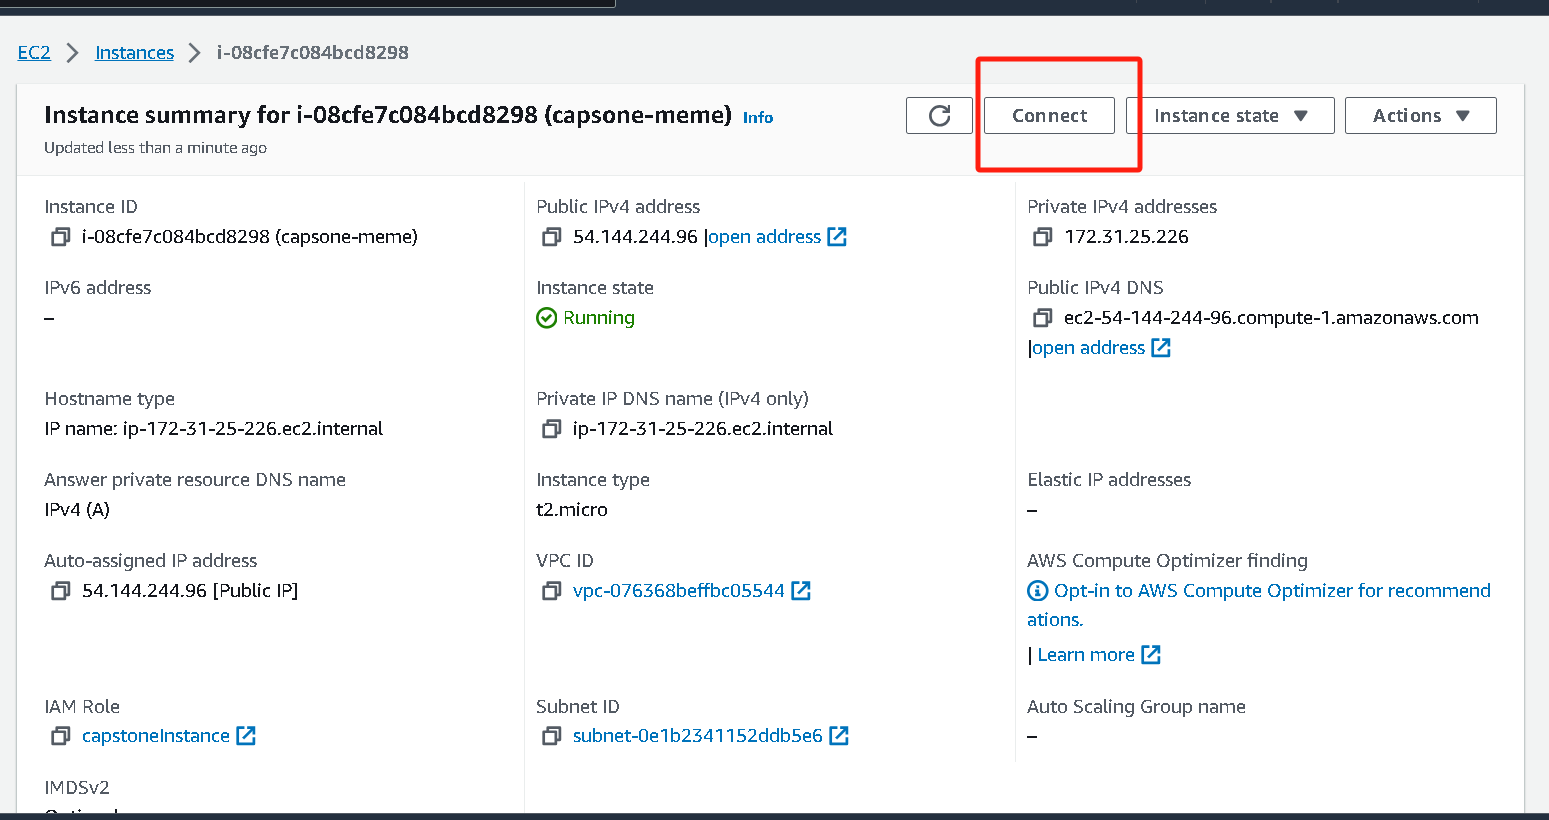 EC2 > Instances > i-08cfe7c084bcd8298
Instance summary for i-08cfe7c084bcd8298 (capsone-meme) Info
Updated less than a minute ago
Connect
Instance state
Actions
Instance ID
i-08cfe7c084bcd8298 (capsone-meme)
Public IPv4 address
54.144.244.96 |open address
Private IPv4 addresses
172.31.25.226
IPv6 address
–
Instance state
Running
Public IPv4 DNS
ec2-54-144-244-96.compute-1.amazonaws.com
|open address
Hostname type
IP name: ip-172-31-25-226.ec2.internal
Private IP DNS name (IPv4 only)
ip-172-31-25-226.ec2.internal
Answer private resource DNS name
IPv4 (A)
Instance type
t2.micro
Elastic IP addresses
–
Auto-assigned IP address
54.144.244.96 [Public IP]
VPC ID
vpc-076368beffbc05544
AWS Compute Optimizer finding
Opt-in to AWS Compute Optimizer for recommend
ations.
| Learn more
IAM Role
capstoneInstance
Subnet ID
subnet-0e1b2341152ddb5e6
Auto Scaling Group name
–
IMDSv2